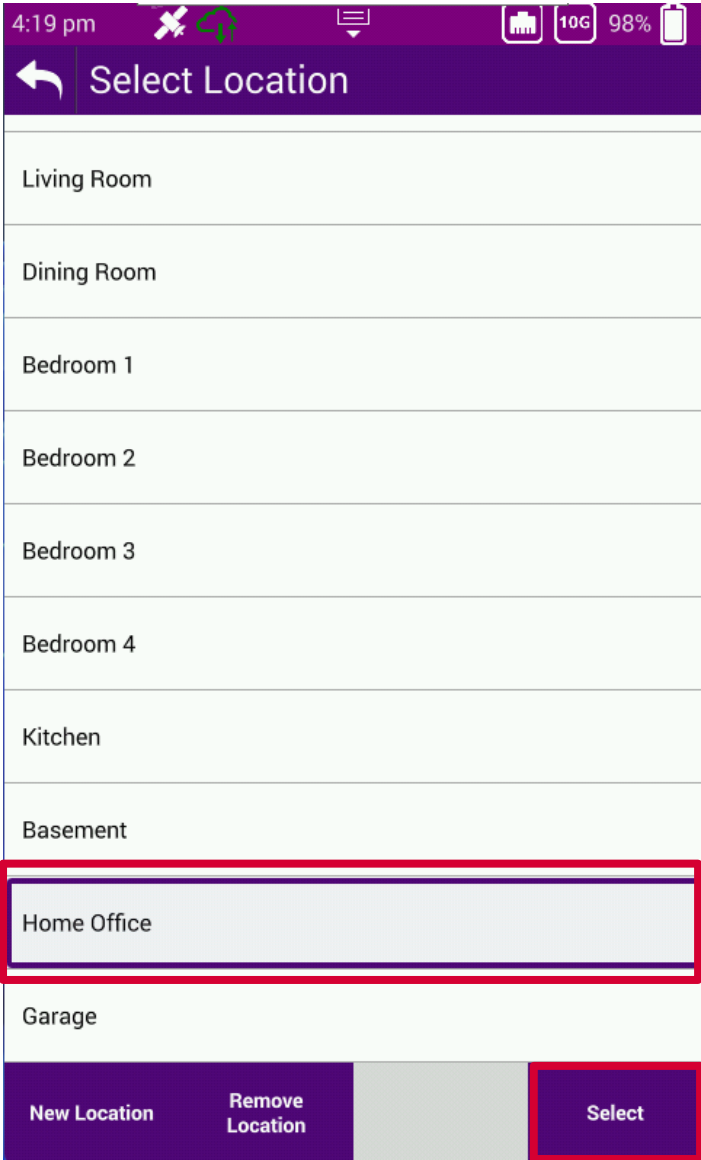 4:19 pm 10G 98%
Select Location
Living Room
Dining Room
Bedroom 1
Bedroom 2
Bedroom 3
Bedroom 4
Kitchen
Basement
Home Office
Garage
New Location
Remove
Location
Select